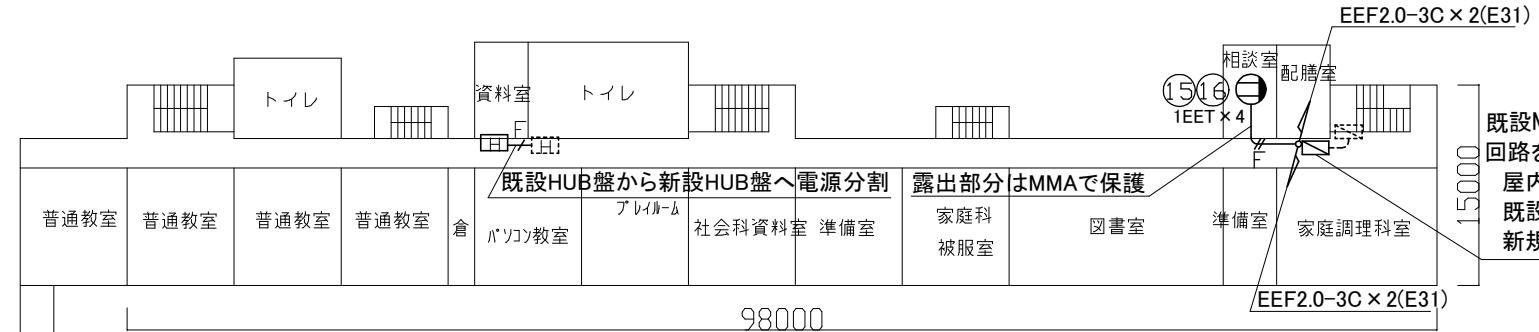 EEF2.0-3C×2(E31)
相談室
配膳室
資料室
トイレ
トイレ
15
16
1EET×4
F
H
H
F
既設M
回路を
屋内
既設
新規
15000
既設HUB盤から新設HUB盤へ電源分割
露出部分はMMAで保護
普通教室
普通教室
普通教室
普通教室
倉
パソコン教室
プレイルーム
社会科資料室
準備室
家庭科
被服室
図書室
準備室
家庭調理科室
EEF2.0-3C×2(E31)
98000